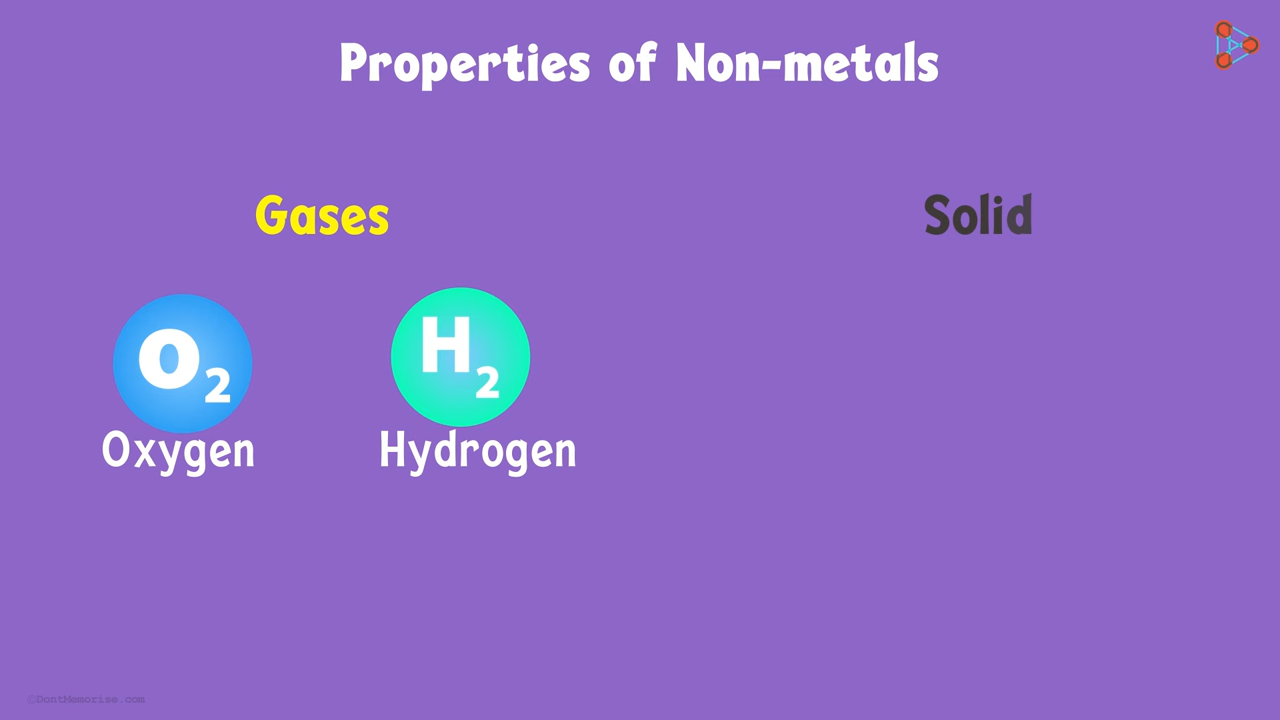 Properties of Non-metals
Gases
Solid
O2
H2
Oxygen
Hydrogen
©DontMemorise.com